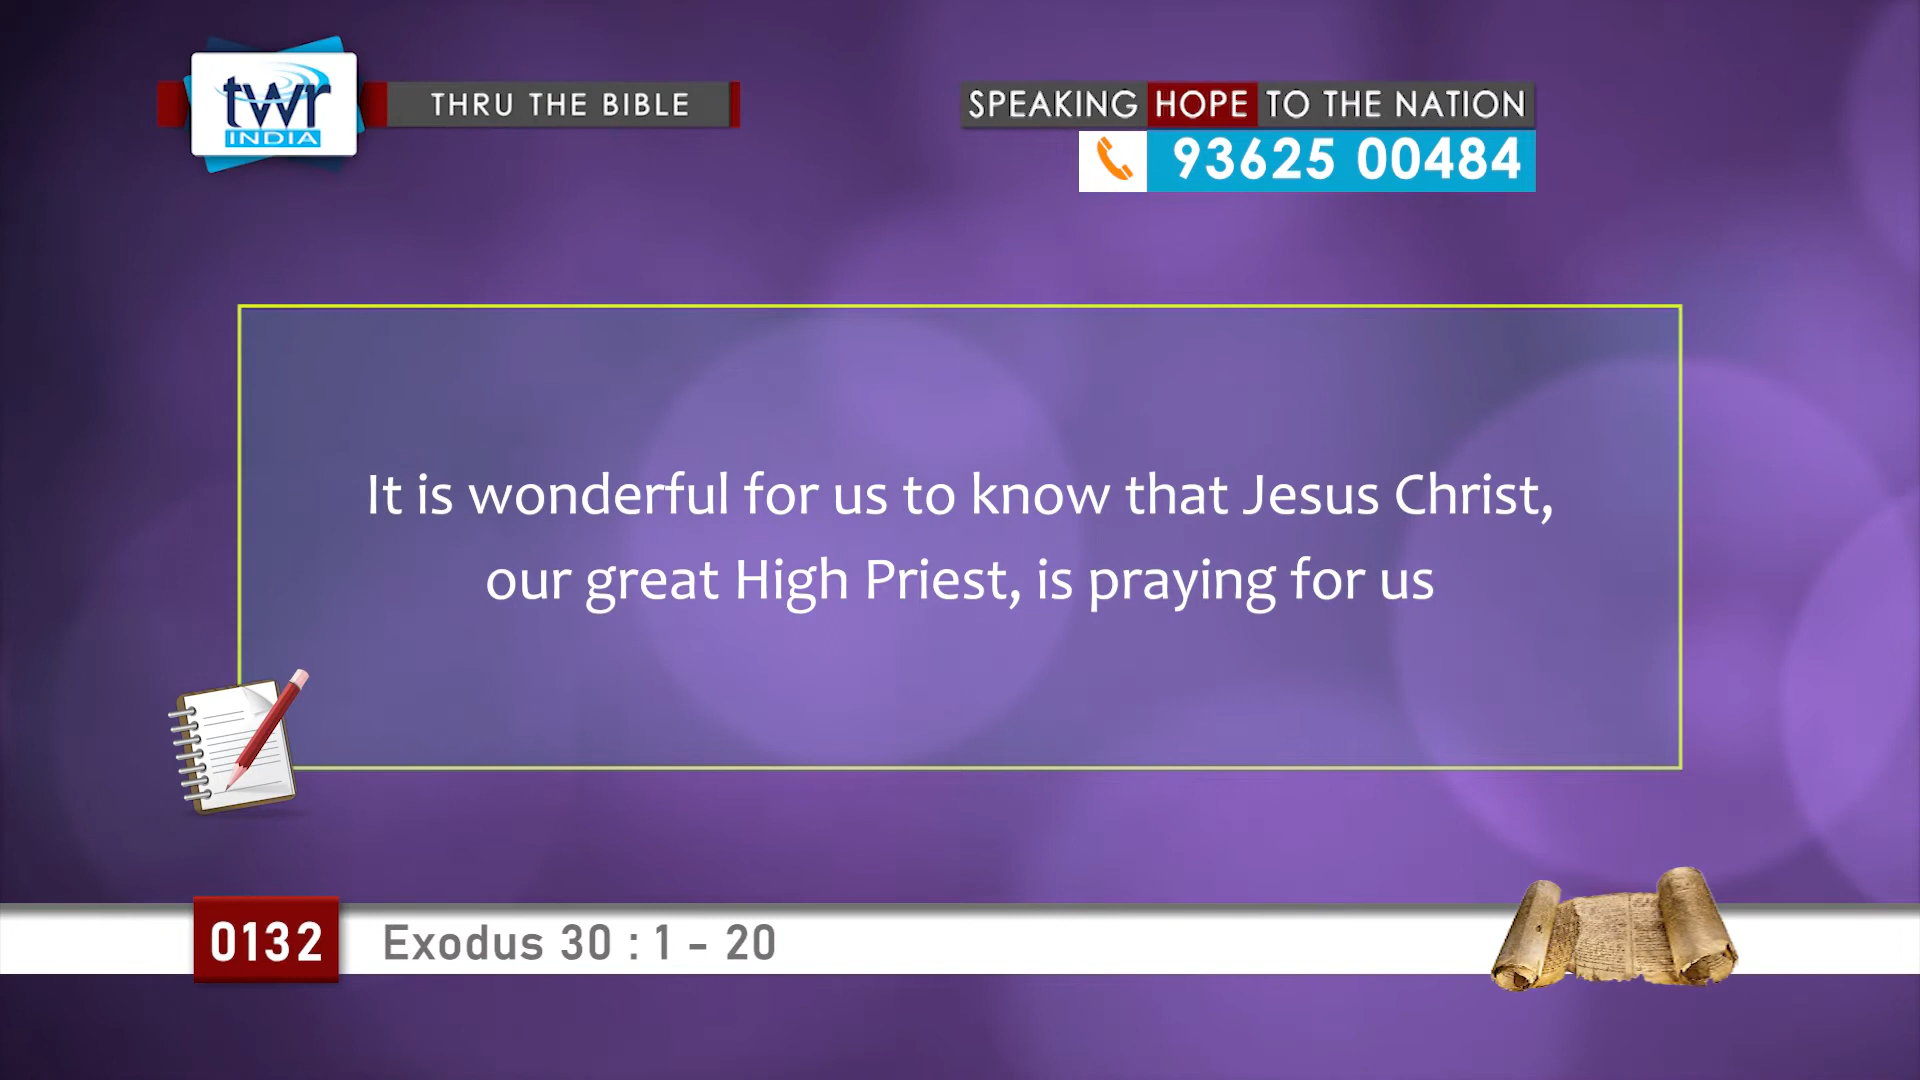 twr
INDIA
THRU THE BIBLE
SPEAKING HOPE TO THE NATION
93625 00484
It is wonderful for us to know that Jesus Christ,
our great High Priest, is praying for us
0132
Exodus 30 : 1 - 20